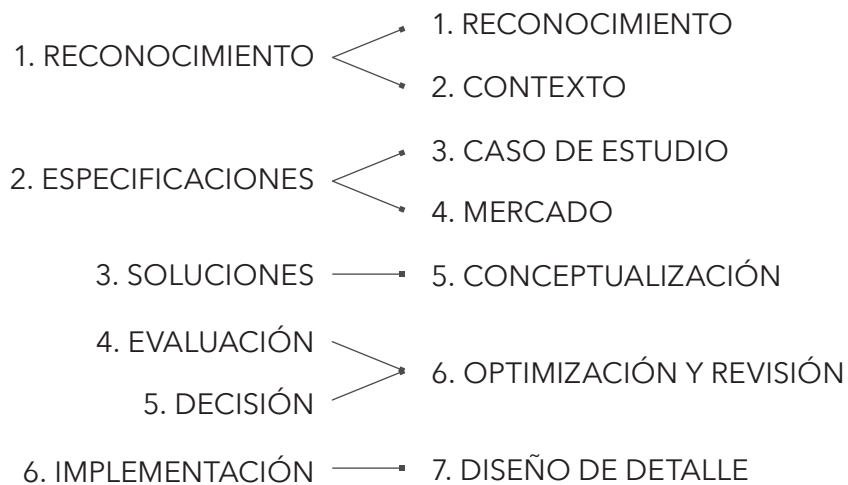 1. RECONOCIMIENTO
2. ESPECIFICACIONES
3. SOLUCIONES
4. EVALUACIÓN
5. DECISIÓN
6. IMPLEMENTACIÓN
1. RECONOCIMIENTO
2. CONTEXTO
3. CASO DE ESTUDIO
4. MERCADO
5. CONCEPTUALIZACIÓN
6. OPTIMIZACIÓN Y REVISIÓN
7. DISEÑO DE DETALLE